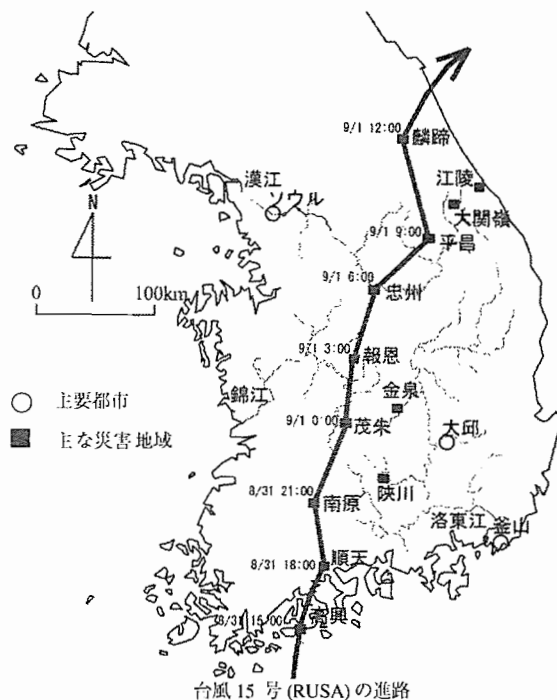 9/1 12:00
麟蹄
漢江
江陵
N
ソウル
大関嶺
9/1 9:00
平昌
9/1 6:00
忠州
0 100km
9/1 3:00
報恩
錦江
金泉
○ 主要都市
9/1 0:00
茂朱
大邱
■ 主な災害地域
陜川
8/31 21:00
南原
洛東江
釜山
8/31 18:00
順天
8/31 15:00
高興
台風 15 号 (RUSA) の進路